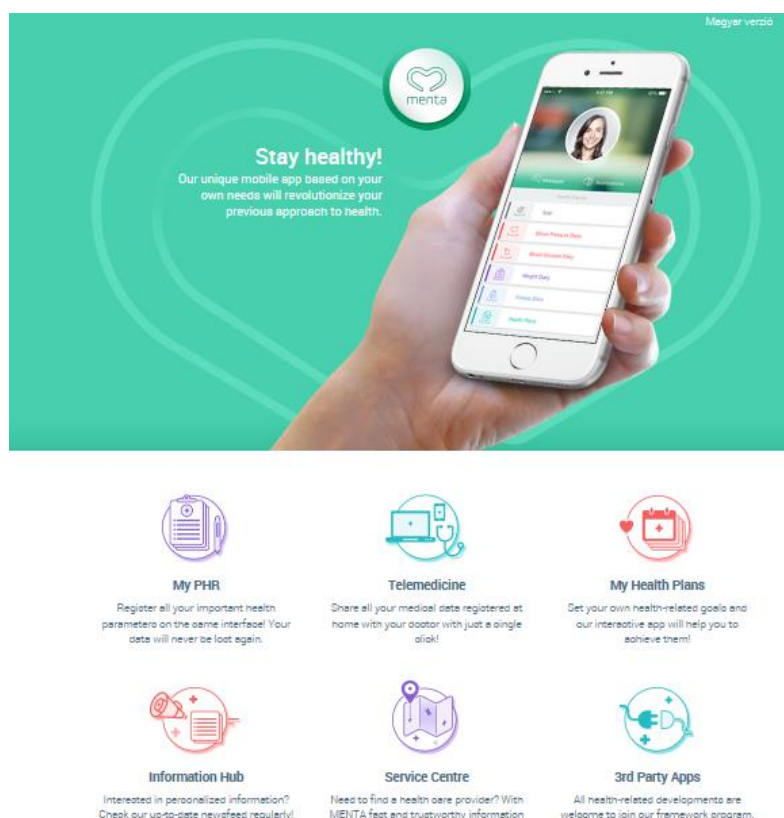 Magyar verzió
menta
Stay healthy!
Our unique mobile app based on your
own needs will revolutionize your
previous approach to health.
Blood Pressure Diary
Weight Diary
My PHR
Register all your important health
parameters on the same interface! Your
data will never be lost again.
Telemedicine
Share all your medical data registered at
home with your doctor with just a single
click!
My Health Plans
Set your own health-related goals and
our interactive app will help you to
achieve them!
Information Hub
Interested in personalized information?
Check our up-to-date newsfeed regularly!
Service Centre
Need to find a health care provider? With
MENTA fast and trustworthy information
3rd Party Apps
All health-related developments are
welcome to join our framework program.